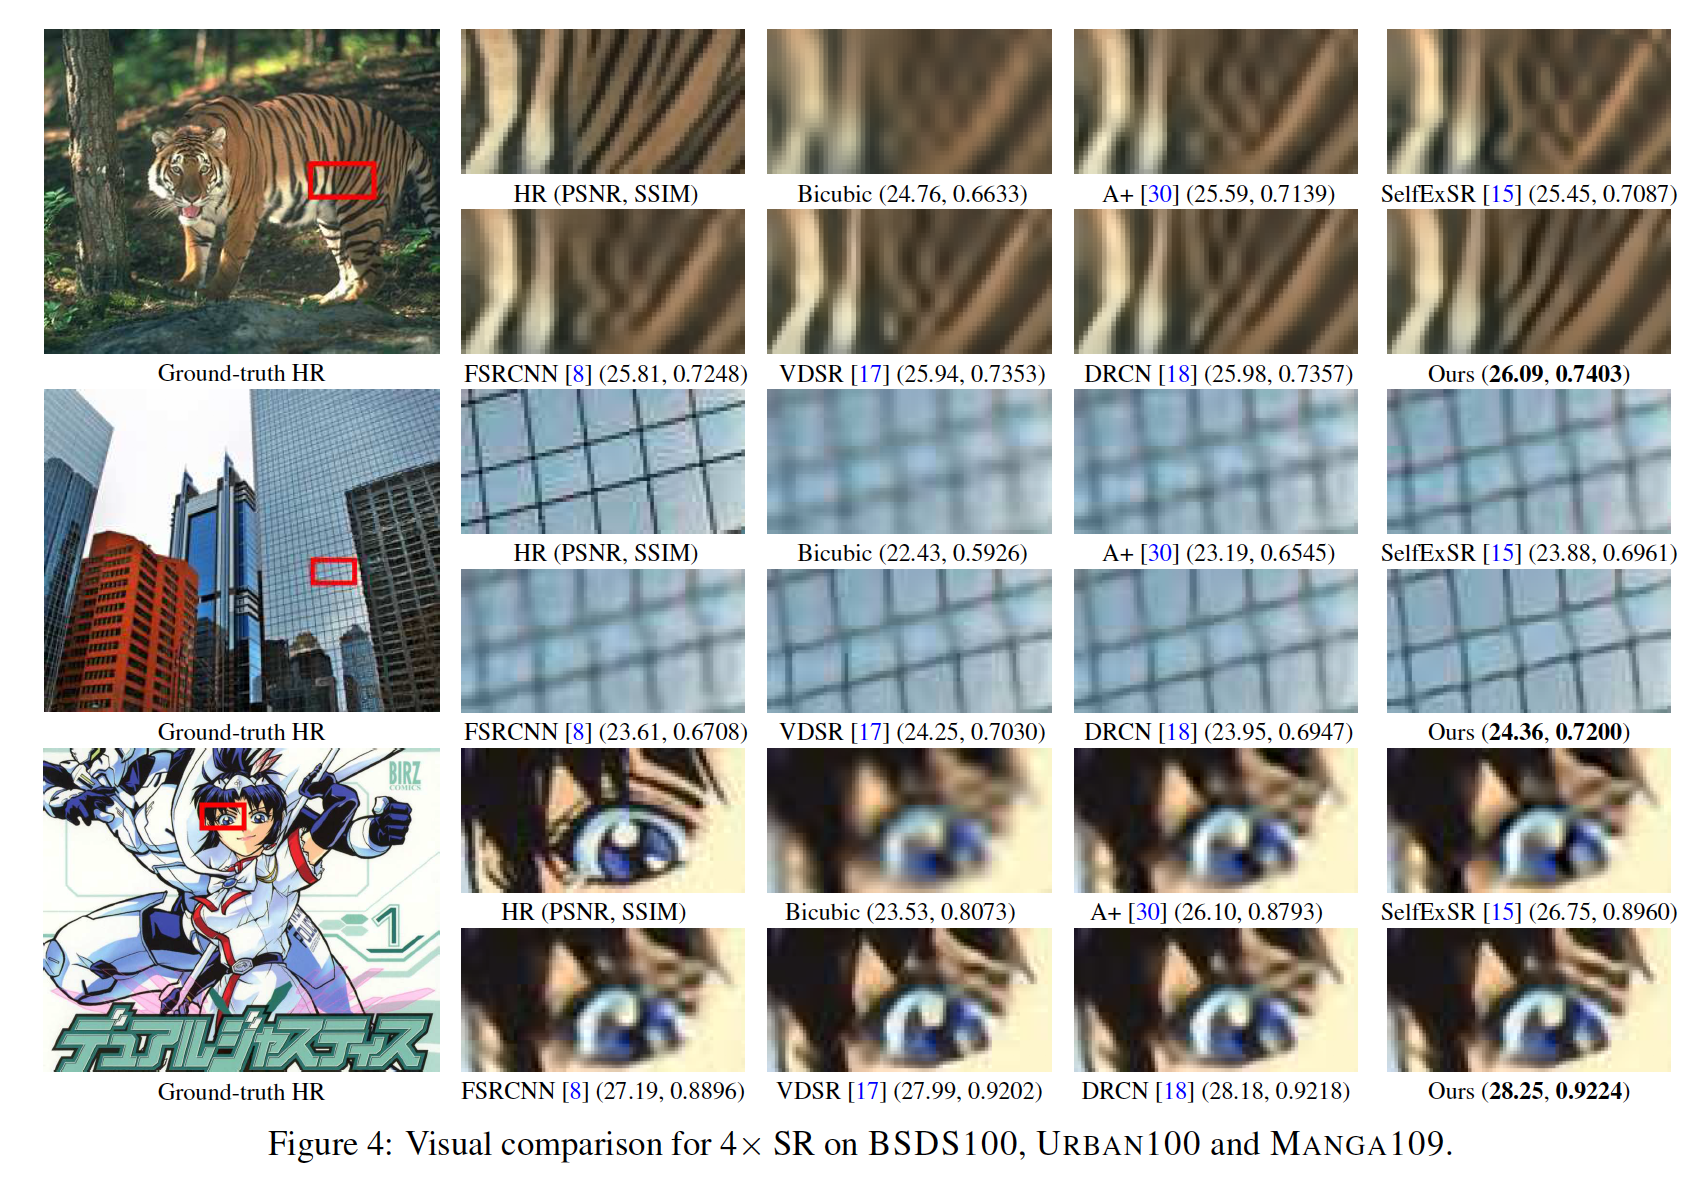 HR (PSNR, SSIM)
Bicubic (24.76, 0.6633)
A+ [30] (25.59, 0.7139)
SelfExSR [15] (25.45, 0.7087)
Ground-truth HR
FSRCNN [8] (25.81, 0.7248)
VDSR [17] (25.94, 0.7353)
DRCN [18] (25.98, 0.7357)
Ours (26.09, 0.7403)
HR (PSNR, SSIM)
Bicubic (22.43, 0.5926)
A+ [30] (23.19, 0.6545)
SelfExSR [15] (23.88, 0.6961)
Ground-truth HR
FSRCNN [8] (23.61, 0.6708)
VDSR [17] (24.25, 0.7030)
DRCN [18] (23.95, 0.6947)
Ours (24.36, 0.7200)
BIRZ
COMICS
1
デュアルジャスティス
HR (PSNR, SSIM)
Bicubic (23.53, 0.8073)
A+ [30] (26.10, 0.8793)
SelfExSR [15] (26.75, 0.8960)
Ground-truth HR
FSRCNN [8] (27.19, 0.8896)
VDSR [17] (27.99, 0.9202)
DRCN [18] (28.18, 0.9218)
Ours (28.25, 0.9224)
Figure 4: Visual comparison for 4× SR on BSDS100, URBAN100 and MANGA109.